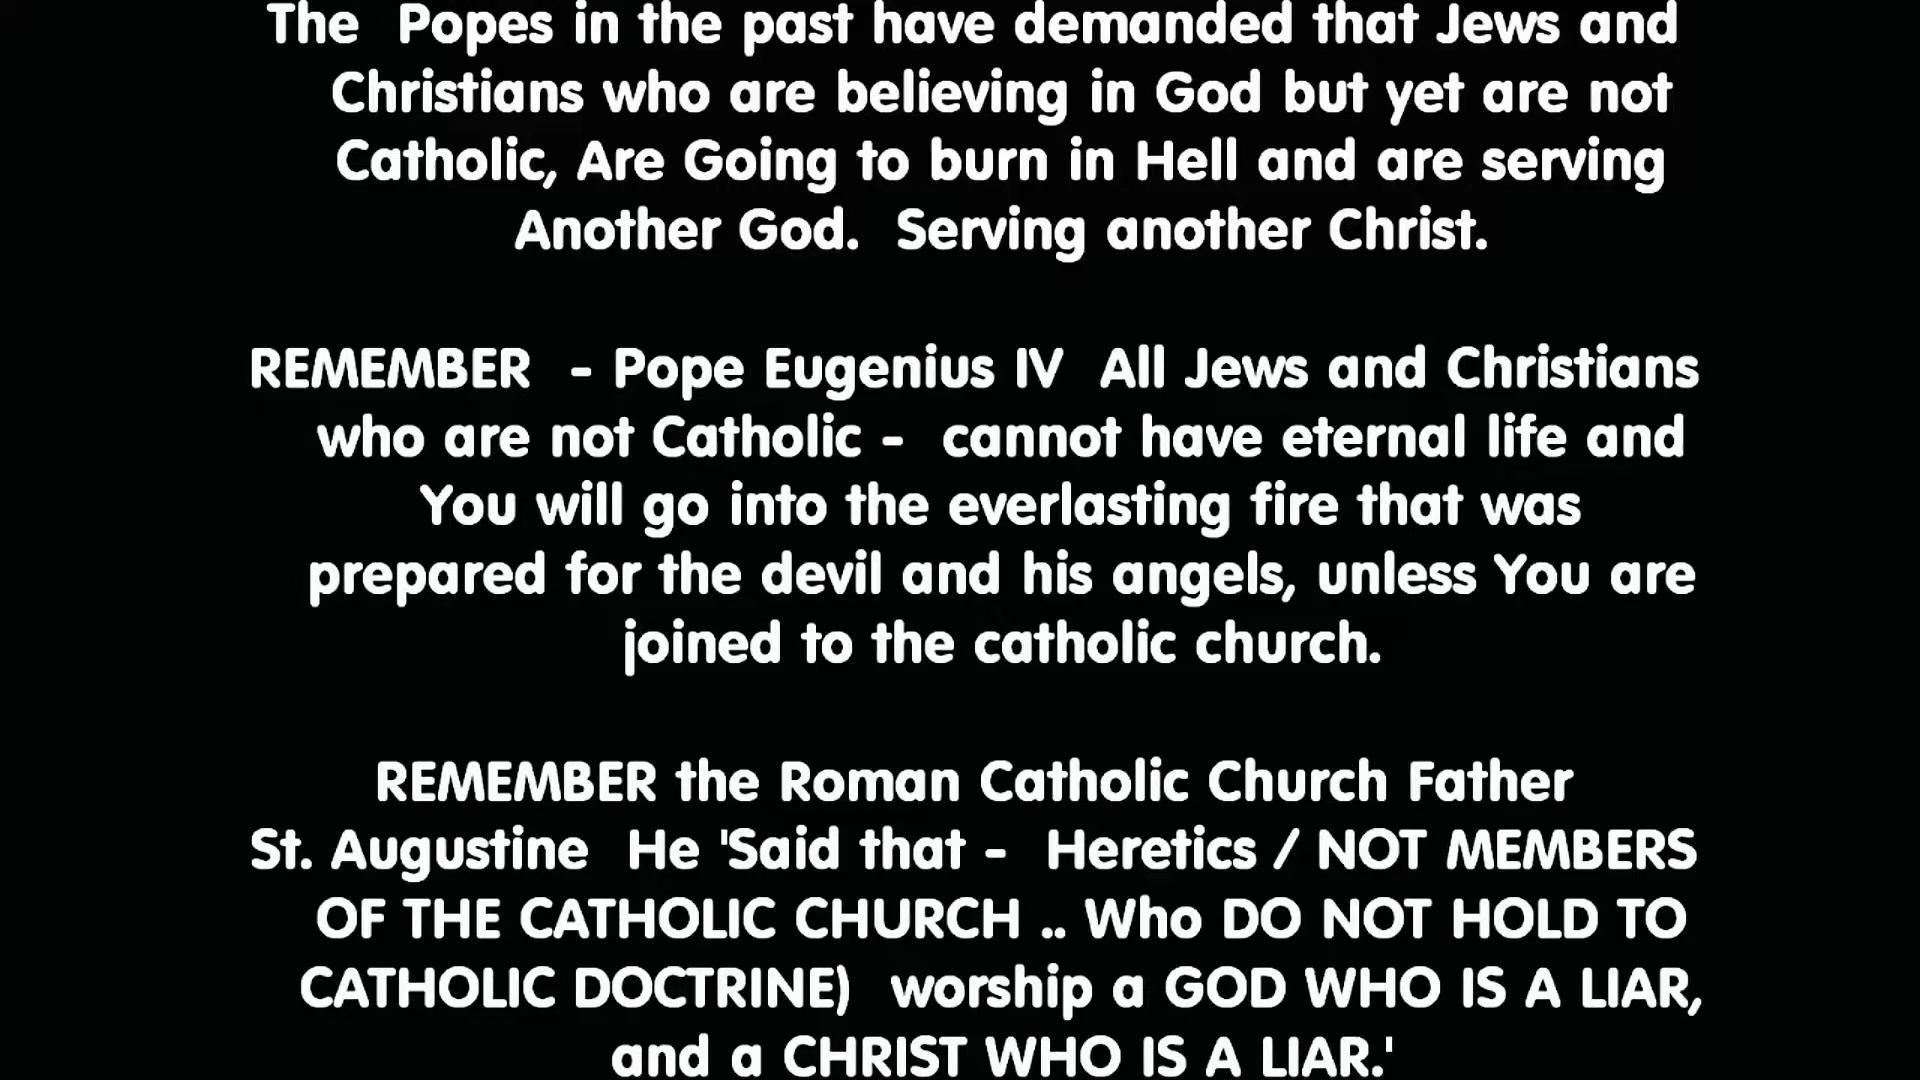 The  Popes in the past have demanded that Jews and
Christians who are believing in God but yet are not
Catholic, Are Going to burn in Hell and are serving
Another God.  Serving another Christ.
REMEMBER  - Pope Eugenius IV  All Jews and Christians
who are not Catholic -  cannot have eternal life and
You will go into the everlasting fire that was
prepared for the devil and his angels, unless You are
joined to the catholic church.
REMEMBER the Roman Catholic Church Father
St. Augustine  He 'Said that -  Heretics / NOT MEMBERS
OF THE CATHOLIC CHURCH .. Who DO NOT HOLD TO
CATHOLIC DOCTRINE)  worship a GOD WHO IS A LIAR,
and a CHRIST WHO IS A LIAR.'